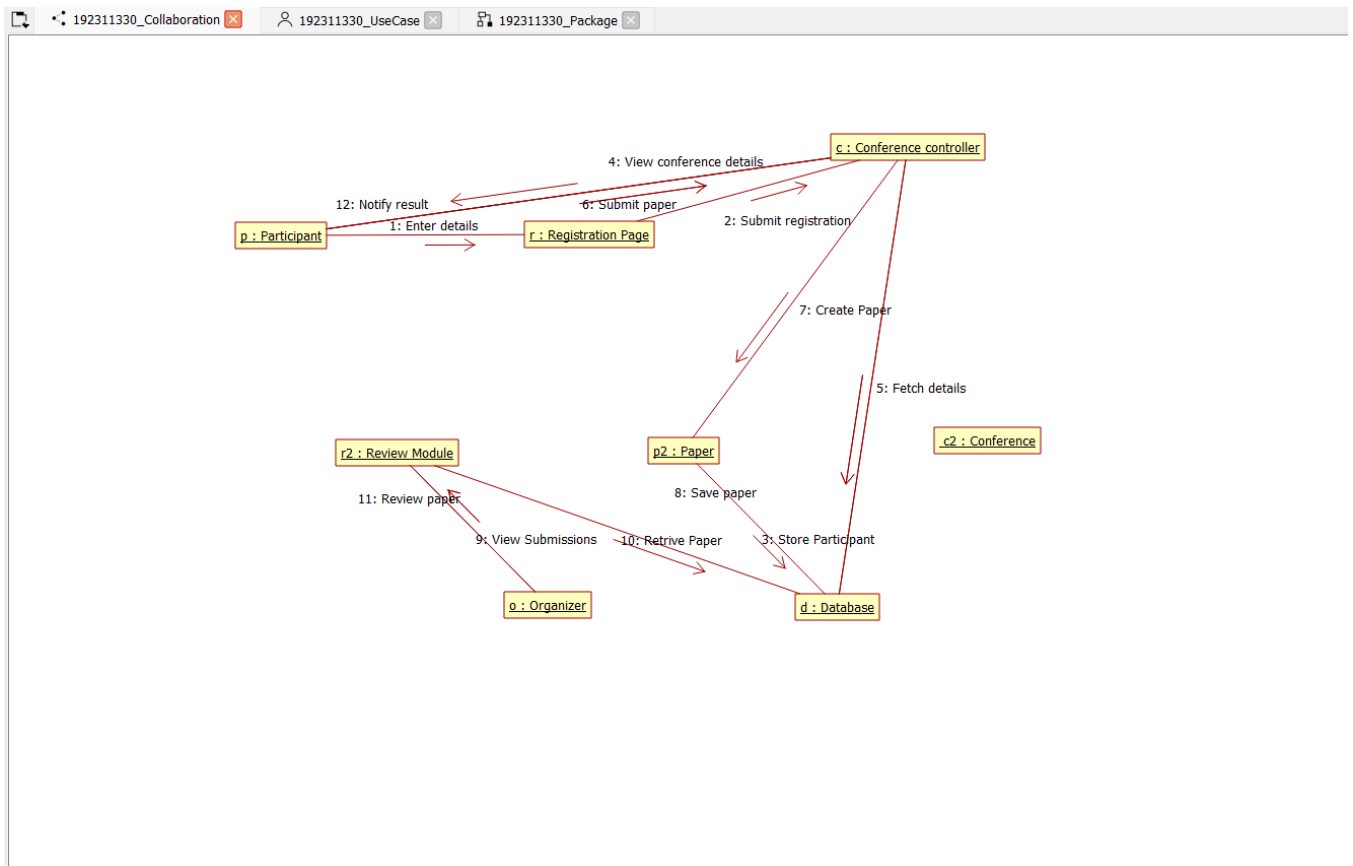 192311330_Collaboration
192311330_UseCase
192311330_Package
c : Conference controller
4: View conference details
12: Notify result
6: Submit paper
2: Submit registration
1: Enter details
p : Participant
r : Registration Page
7: Create Paper
5: Fetch details
c2 : Conference
r2 : Review Module
p2 : Paper
8: Save paper
11: Review paper
9: View Submissions
10: Retrive Paper
3: Store Participant
o : Organizer
d : Database